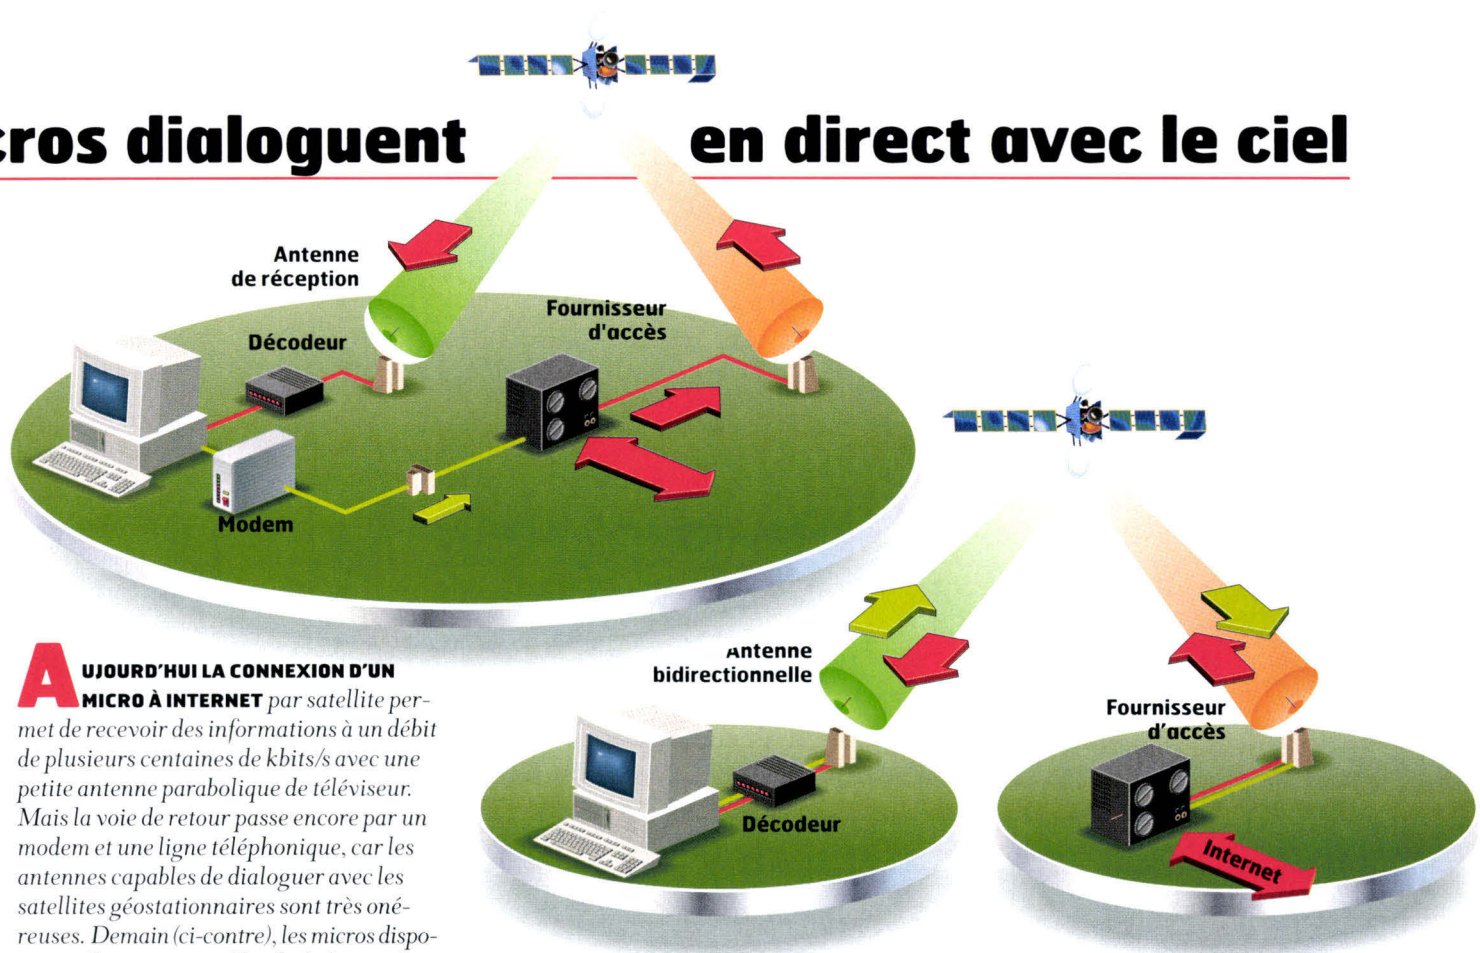 dialoguent en direct avec le ciel
Antenne
de réception
Décodeur
Fournisseur
d'accès
Modem
Antenne
bidirectionnelle
Décodeur
Fournisseur
d'accès
Internet
AUJOURD'HUI LA CONNEXION D'UN
MICRO À INTERNET par satellite per-
met de recevoir des informations à un débit
de plusieurs centaines de kbits/s avec une
petite antenne parabolique de téléviseur.
Mais la voie de retour passe encore par un
modem et une ligne téléphonique, car les
antennes capables de dialoguer avec les
satellites géostationnaires sont très oné-
reuses. Demain (ci-contre), les micros dispo-